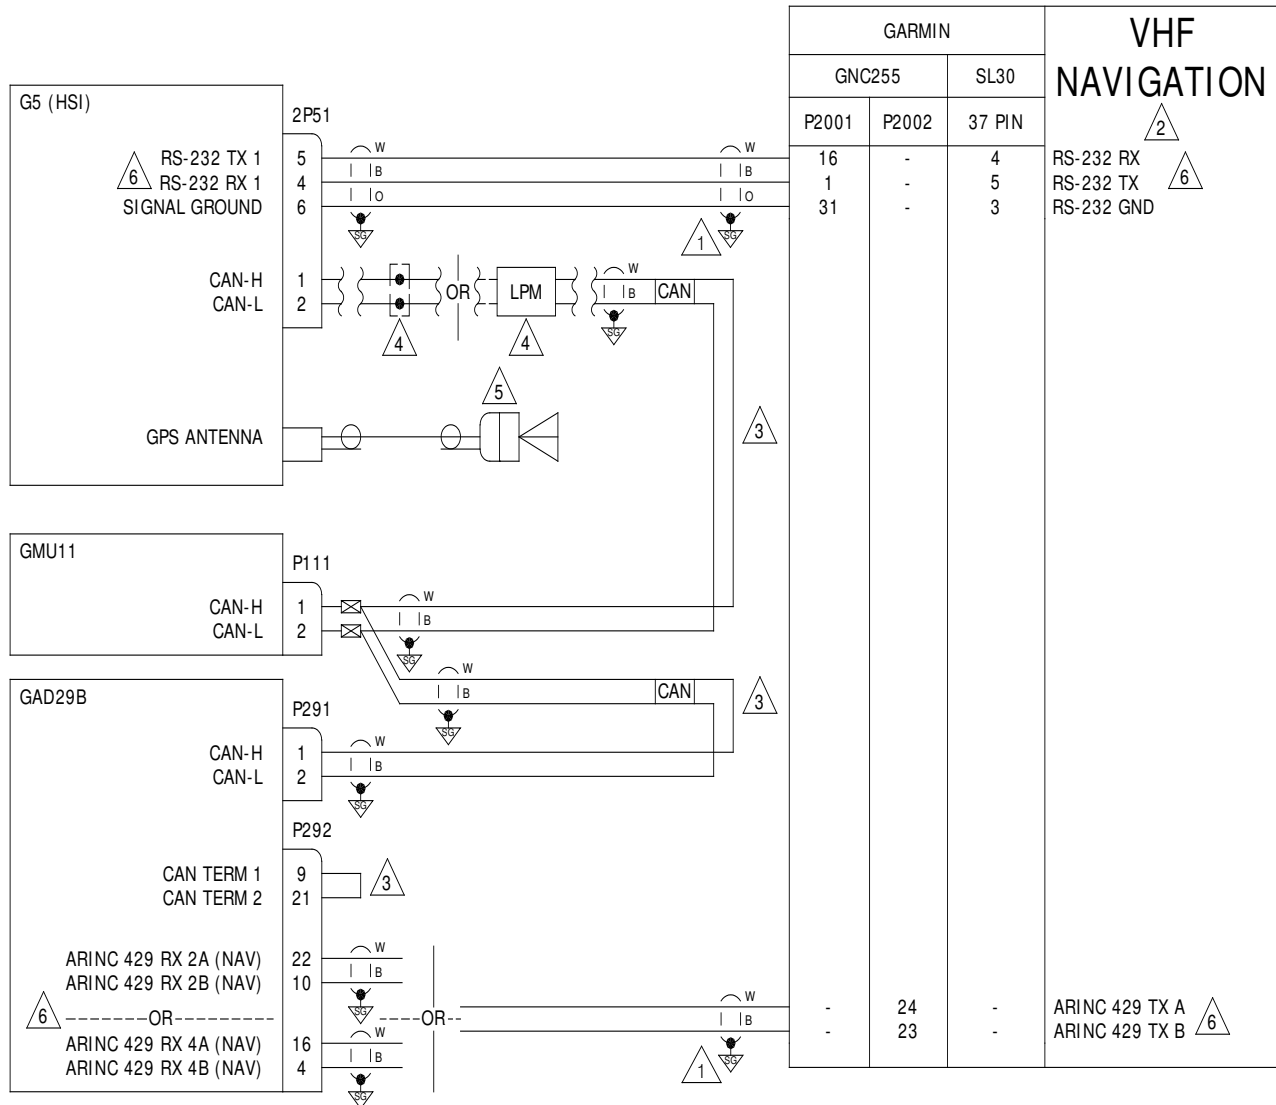 GARMIN
VHF NAVIGATION
GNC255 SL30
P2001 P2002 37 PIN
2
G5 (HSI)
2P51
RS-232 TX 1 5 W W 16 - 4 RS-232 RX
6 RS-232 RX 1 4 B B 1 - 5 RS-232 TX 6
SIGNAL GROUND 6 O O 31 - 3 RS-232 GND
SG 1 SG
CAN-H 1 W
CAN-L 2 OR LPM B CAN
4 4 SG
5
GPS ANTENNA
3
GMU11
P111
CAN-H 1 W
CAN-L 2 B
SG
W
B CAN 3
SG
GAD29B
P291
CAN-H 1 W
CAN-L 2 B
SG
P292
CAN TERM 1 9
CAN TERM 2 21
3
ARINC 429 RX 2A (NAV) 22 W
ARINC 429 RX 2B (NAV) 10 B
SG
6 ------OR---------- ----OR-- W - 24 - ARINC 429 TX A
B - 23 - ARINC 429 TX B 6
ARINC 429 RX 4A (NAV) 16 W
ARINC 429 RX 4B (NAV) 4 B
SG 1 SG